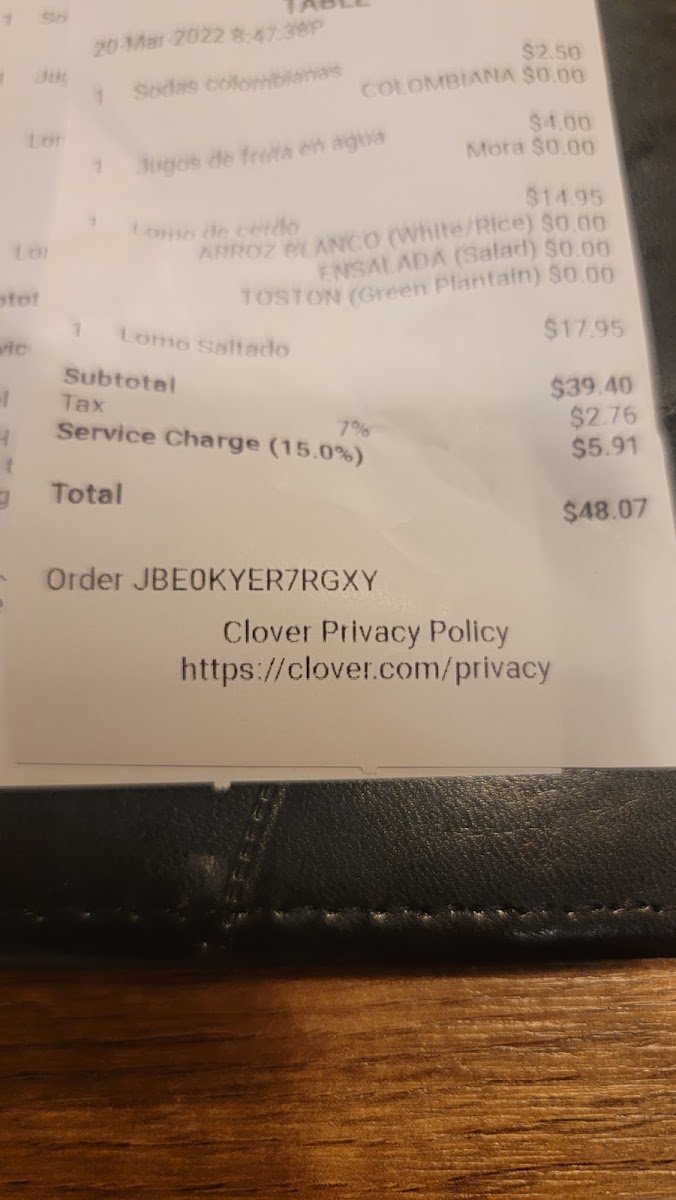 TABLE
20-Mar-2022 8:47:38P
1 Sodas colombianas $2.50
COLOMBIANA $0.00
1 Jugos de fruta en agua $4.00
Mora $0.00
1 Lomo de cerdo $14.95
ARROZ BLANCO (White/Rice) $0.00
ENSALADA (Salad) $0.00
TOSTON (Green Plantain) $0.00
1 Lomo Saltado $17.95
Subtotal $39.40
Tax 7% $2.76
Service Charge (15.0%) $5.91
Total $48.07
Order JBE0KYER7RGXY
Clover Privacy Policy
https://clover.com/privacy